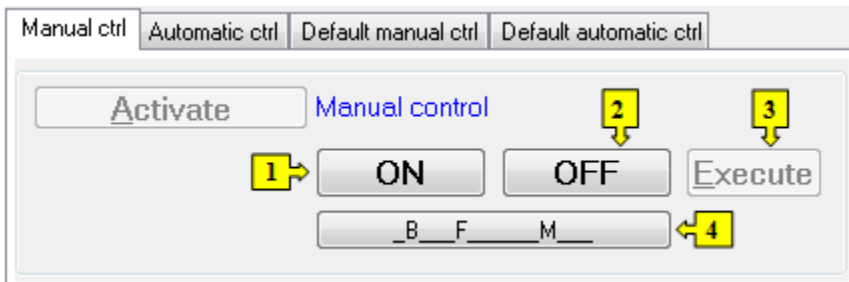 Manual ctrl Automatic ctrl Default manual ctrl Default automatic ctrl
Activate Manual control 2 3
1 ON OFF Execute
_B___F______M___ 4